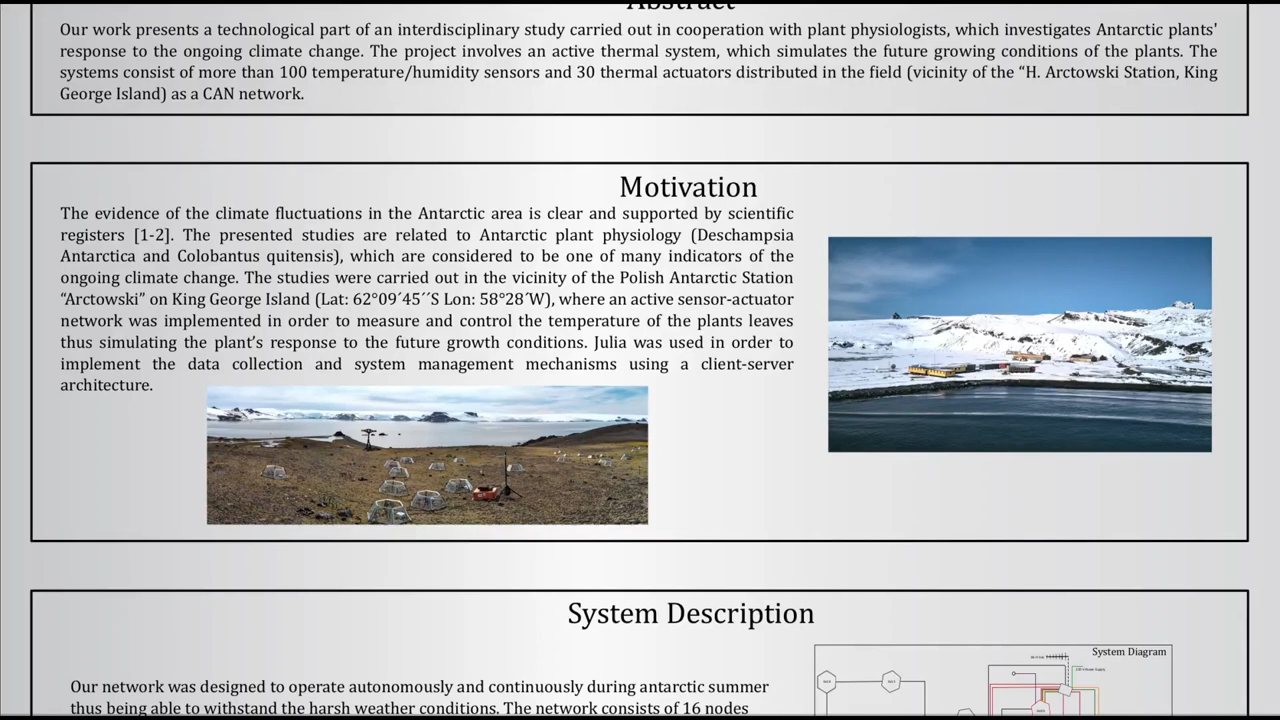 Abstract
Our work presents a technological part of an interdisciplinary study carried out in cooperation with plant physiologists, which investigates Antarctic plants'
response to the ongoing climate change. The project involves an active thermal system, which simulates the future growing conditions of the plants. The
systems consist of more than 100 temperature/humidity sensors and 30 thermal actuators distributed in the field (vicinity of the “H. Arctowski Station, King
George Island) as a CAN network.
Motivation
The evidence of the climate fluctuations in the Antarctic area is clear and supported by scientific
registers [1-2]. The presented studies are related to Antarctic plant physiology (Deschampsia
Antarctica and Colobantus quitensis), which are considered to be one of many indicators of the
ongoing climate change. The studies were carried out in the vicinity of the Polish Antarctic Station
“Arctowski” on King George Island (Lat: 62°09´45´´S Lon: 58°28´W), where an active sensor-actuator
network was implemented in order to measure and control the temperature of the plants leaves
thus simulating the plant's response to the future growth conditions. Julia was used in order to
implement the data collection and system management mechanisms using a client-server
architecture.
System Description
System Diagram
Our network was designed to operate autonomously and continuously during antarctic summer
thus being able to withstand the harsh weather conditions. The network consists of 16 nodes